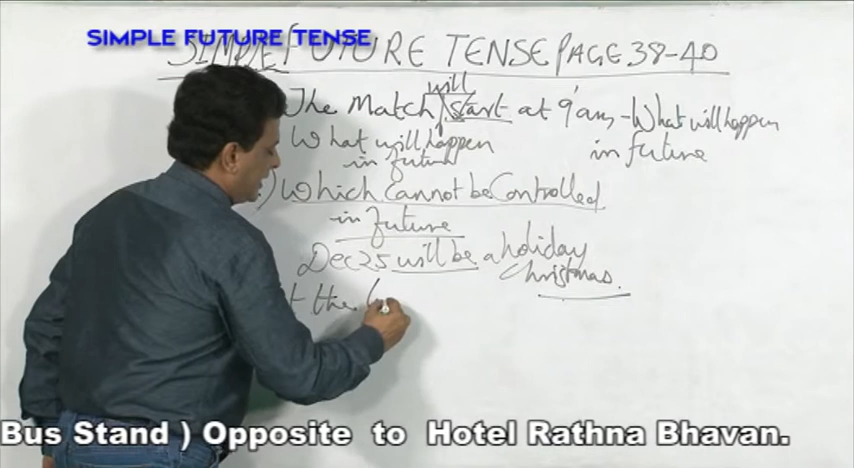 SIMPLE FUTURE TENSE
SIMPLE FUTURE TENSE PAGE 38-40
will
The Match start at 9 am, - What will happen
in future
What will happen
in future
Which cannot be Controlled
in future
Dec 25 will be a holiday
Christmas.
the
Bus Stand ) Opposite to Hotel Rathna Bhavan.